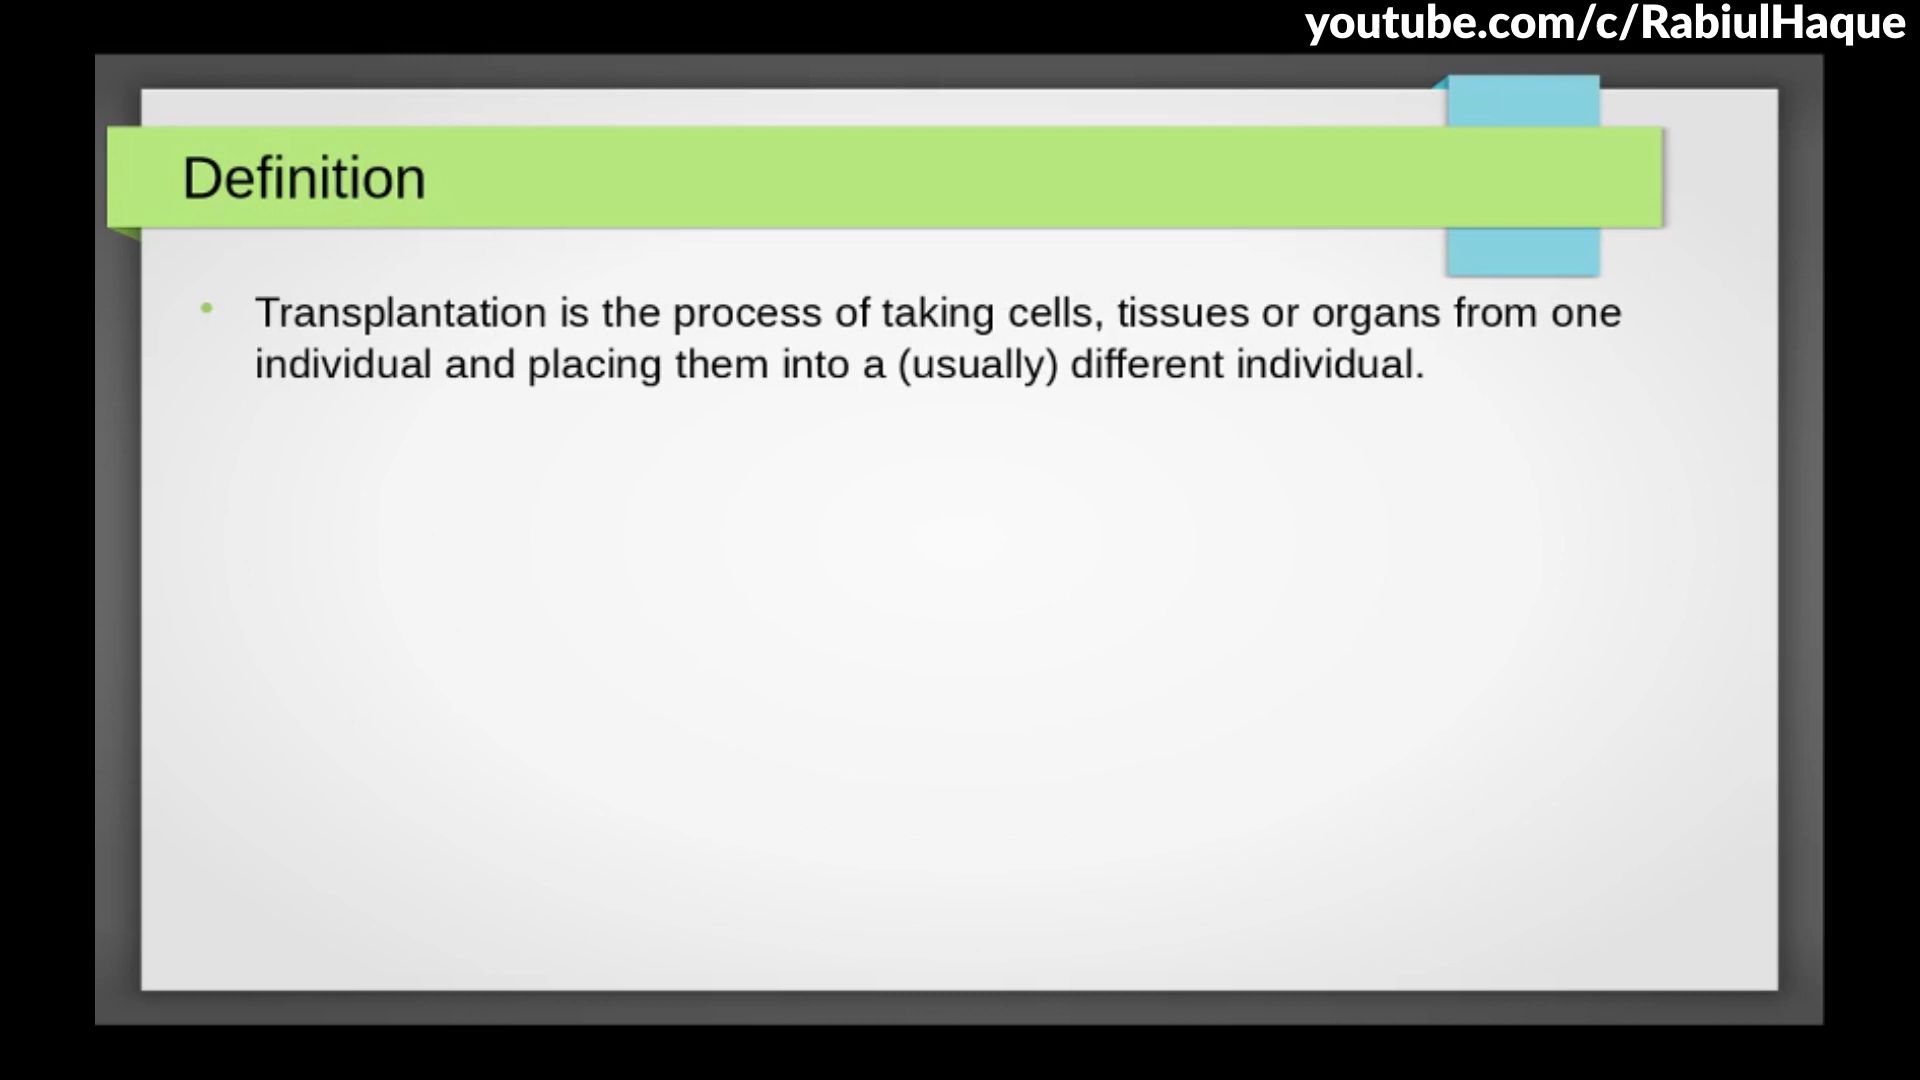 youtube.com/c/RabiulHaque
Definition
• Transplantation is the process of taking cells, tissues or organs from one
individual and placing them into a (usually) different individual.